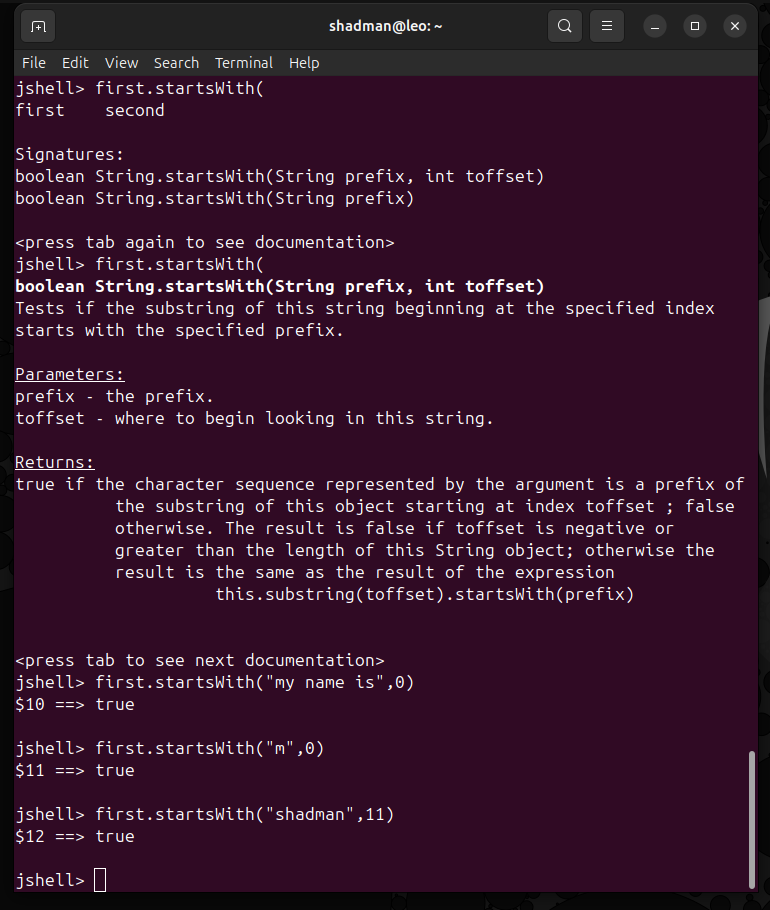 shadman@leo: ~
File Edit View Search Terminal Help
jshell> first.startsWith(
first    second
Signatures:
boolean String.startsWith(String prefix, int toffset)
boolean String.startsWith(String prefix)
<press tab again to see documentation>
jshell> first.startsWith(
boolean String.startsWith(String prefix, int toffset)
Tests if the substring of this string beginning at the specified index
starts with the specified prefix.
Parameters:
prefix - the prefix.
toffset - where to begin looking in this string.
Returns:
true if the character sequence represented by the argument is a prefix of
the substring of this object starting at index toffset ; false
otherwise. The result is false if toffset is negative or
greater than the length of this String object; otherwise the
result is the same as the result of the expression
this.substring(toffset).startsWith(prefix)
<press tab to see next documentation>
jshell> first.startsWith("my name is",0)
$10 ==> true
jshell> first.startsWith("m",0)
$11 ==> true
jshell> first.startsWith("shadman",11)
$12 ==> true
jshell>